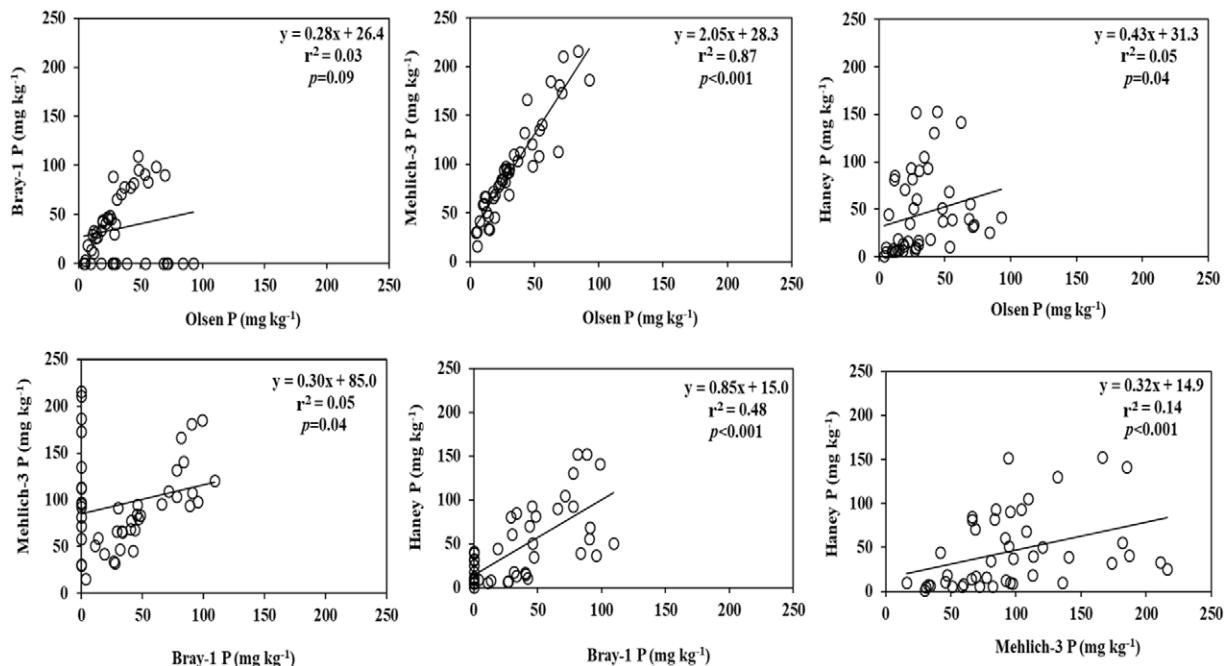 y = 0.28x + 26.4
r² = 0.03
p=0.09
Bray-1 P (mg kg⁻¹)
250
200
150
100
50
0
0 50 100 150 200 250
Olsen P (mg kg⁻¹)
y = 2.05x + 28.3
r² = 0.87
p<0.001
Mehlich-3 P (mg kg⁻¹)
250
200
150
100
50
0
0 50 100 150 200 250
Olsen P (mg kg⁻¹)
y = 0.43x + 31.3
r² = 0.05
p=0.04
Haney P (mg kg⁻¹)
250
200
150
100
50
0
0 50 100 150 200 250
Olsen P (mg kg⁻¹)
y = 0.30x + 85.0
r² = 0.05
p=0.04
Mehlich-3 P (mg kg⁻¹)
250
200
150
100
50
0
0 50 100 150 200 250
Bray-1 P (mg kg⁻¹)
y = 0.85x + 15.0
r² = 0.48
p<0.001
Haney P (mg kg⁻¹)
250
200
150
100
50
0
0 50 100 150 200 250
Bray-1 P (mg kg⁻¹)
y = 0.32x + 14.9
r² = 0.14
p<0.001
Haney P (mg kg⁻¹)
250
200
150
100
50
0
0 50 100 150 200 250
Mehlich-3 P (mg kg⁻¹)